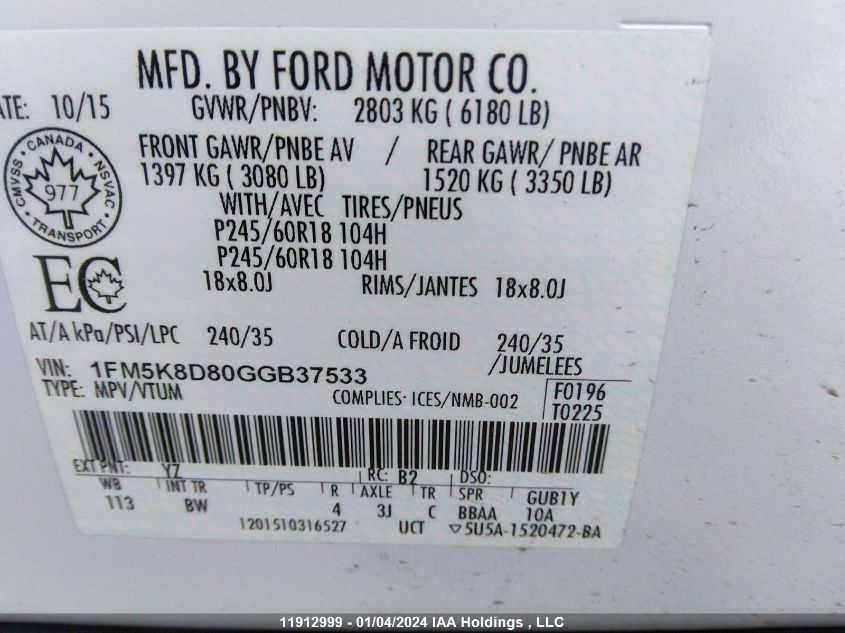 MFD. BY FORD MOTOR CO.
ATE: 10/15 GVWR/PNBV: 2803 KG ( 6180 LB)
FRONT GAWR/PNBE AV / REAR GAWR/ PNBE AR
1397 KG ( 3080 LB) 1520 KG ( 3350 LB)
WITH/AVEC TIRES/PNEUS
P245/60R18 104H
P245/60R18 104H
18x8.0J RIMS/JANTES 18x8.0J
CMVSS CANADA NSVAC
977
TRANSPORT
EC
AT/A kPa/PSI/LPC 240/35 COLD/A FROID 240/35
/JUMELEES
VIN: 1FM5K8D80GGB37533
TYPE: MPV/VTUM COMPLIES· ICES/NMB-002
F0196
T0225
EXT PNT: YZ RC: B2 DSO:
WB INT TR TP/PS R AXLE TR SPR GUB1Y
113 BW 4 3J C BBAA 10A
1201510316527 UCT ▽5U5A-1520472-BA
11912999 - 01/04/2024 IAA Holdings , LLC